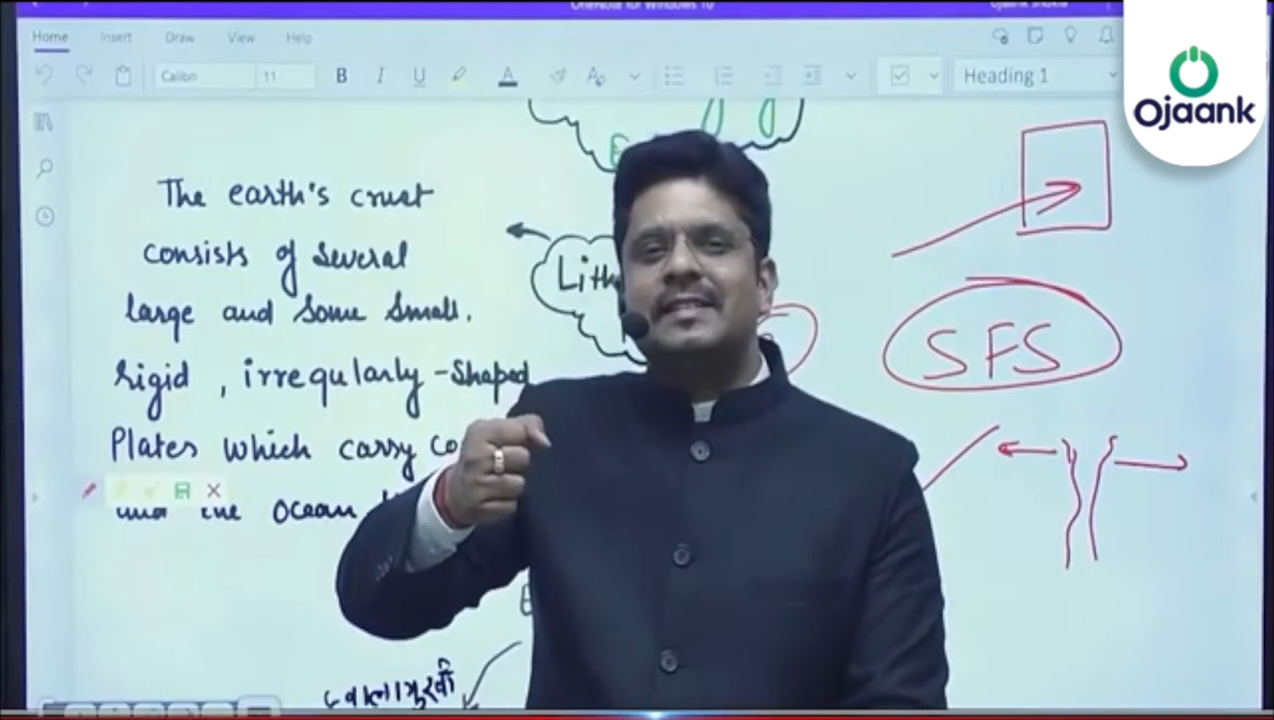 OneNote for Windows 10
Home Insert Draw View Help
Calibri 11 B I U A Heading 1
Ojaank
The earth's crust
consists of several
large and some small.
rigid , irregularly-shaped
Plates which carry
and the ocean
Lith
SFS
ज्वालामुखी